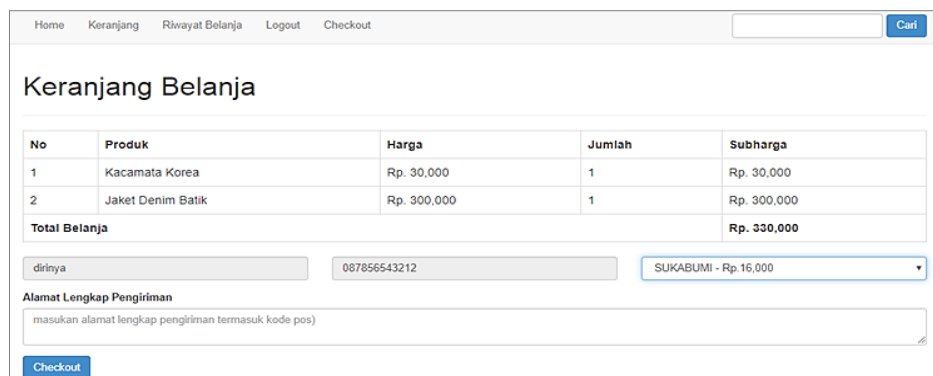 Home Keranjang Riwayat Belanja Logout Checkout Cari
Keranjang Belanja
No Produk Harga Jumlah Subharga
1 Kacamata Korea Rp. 30,000 1 Rp. 30,000
2 Jaket Denim Batik Rp. 300,000 1 Rp. 300,000
Total Belanja Rp. 330,000
dirinya 087856543212 SUKABUMI - Rp.16,000
Alamat Lengkap Pengiriman
masukan alamat lengkap pengiriman termasuk kode pos)
Checkout